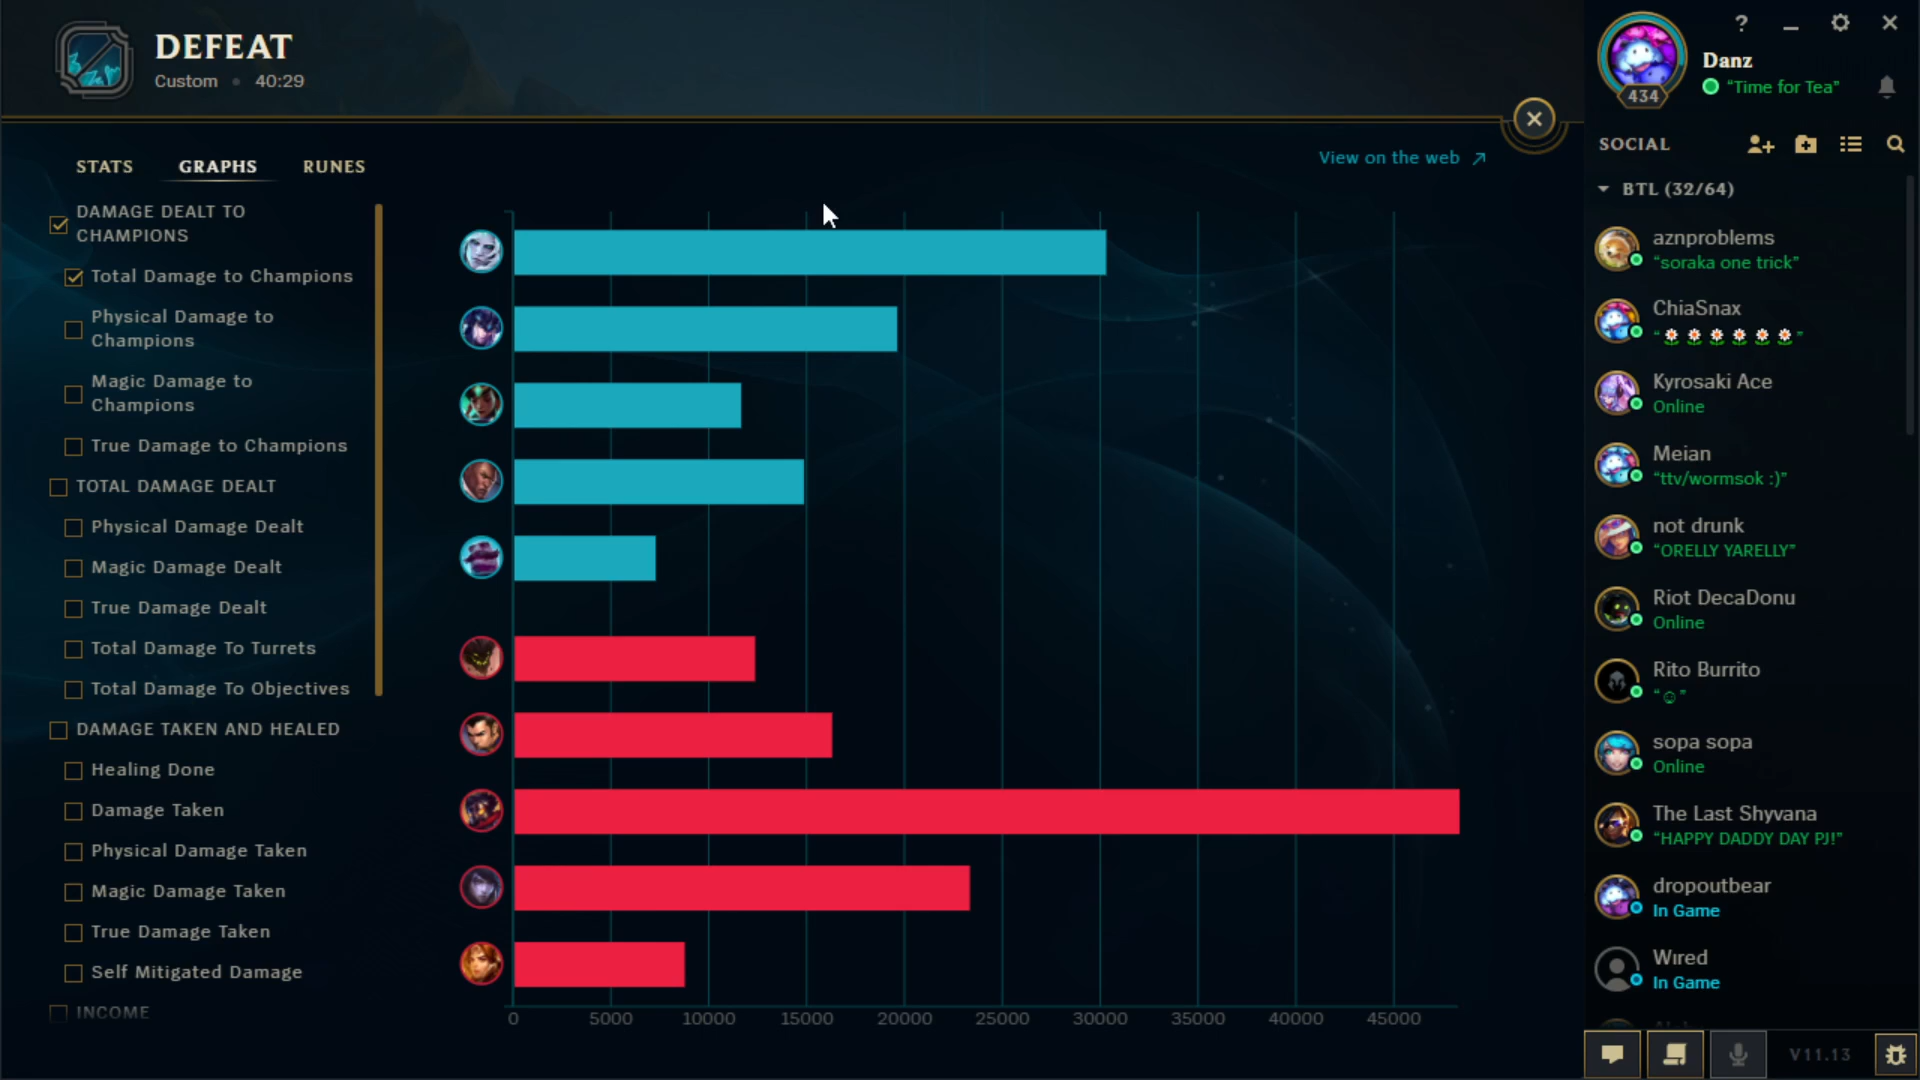 DEFEAT
Custom • 40:29
STATS
GRAPHS
RUNES
View on the web
DAMAGE DEALT TO
CHAMPIONS
Total Damage to Champions
Physical Damage to
Champions
Magic Damage to
Champions
True Damage to Champions
TOTAL DAMAGE DEALT
Physical Damage Dealt
Magic Damage Dealt
True Damage Dealt
Total Damage To Turrets
Total Damage To Objectives
DAMAGE TAKEN AND HEALED
Healing Done
Damage Taken
Physical Damage Taken
Magic Damage Taken
True Damage Taken
Self Mitigated Damage
INCOME
0 5000 10000 15000 20000 25000 30000 35000 40000 45000
?
434
Danz
“Time for Tea”
SOCIAL
BTL (32/64)
aznproblems
“soraka one trick”
ChiaSnax
“🌼🌼🌼🌼🌼🌼”
Kyrosaki Ace
Online
Meian
“ttv/wormsok :)”
not drunk
“ORELLY YARELLY”
Riot DecaDonu
Online
Rito Burrito
“☺”
sopa sopa
Online
The Last Shyvana
“HAPPY DADDY DAY PJ!”
dropoutbear
In Game
Wired
In Game
V11.13